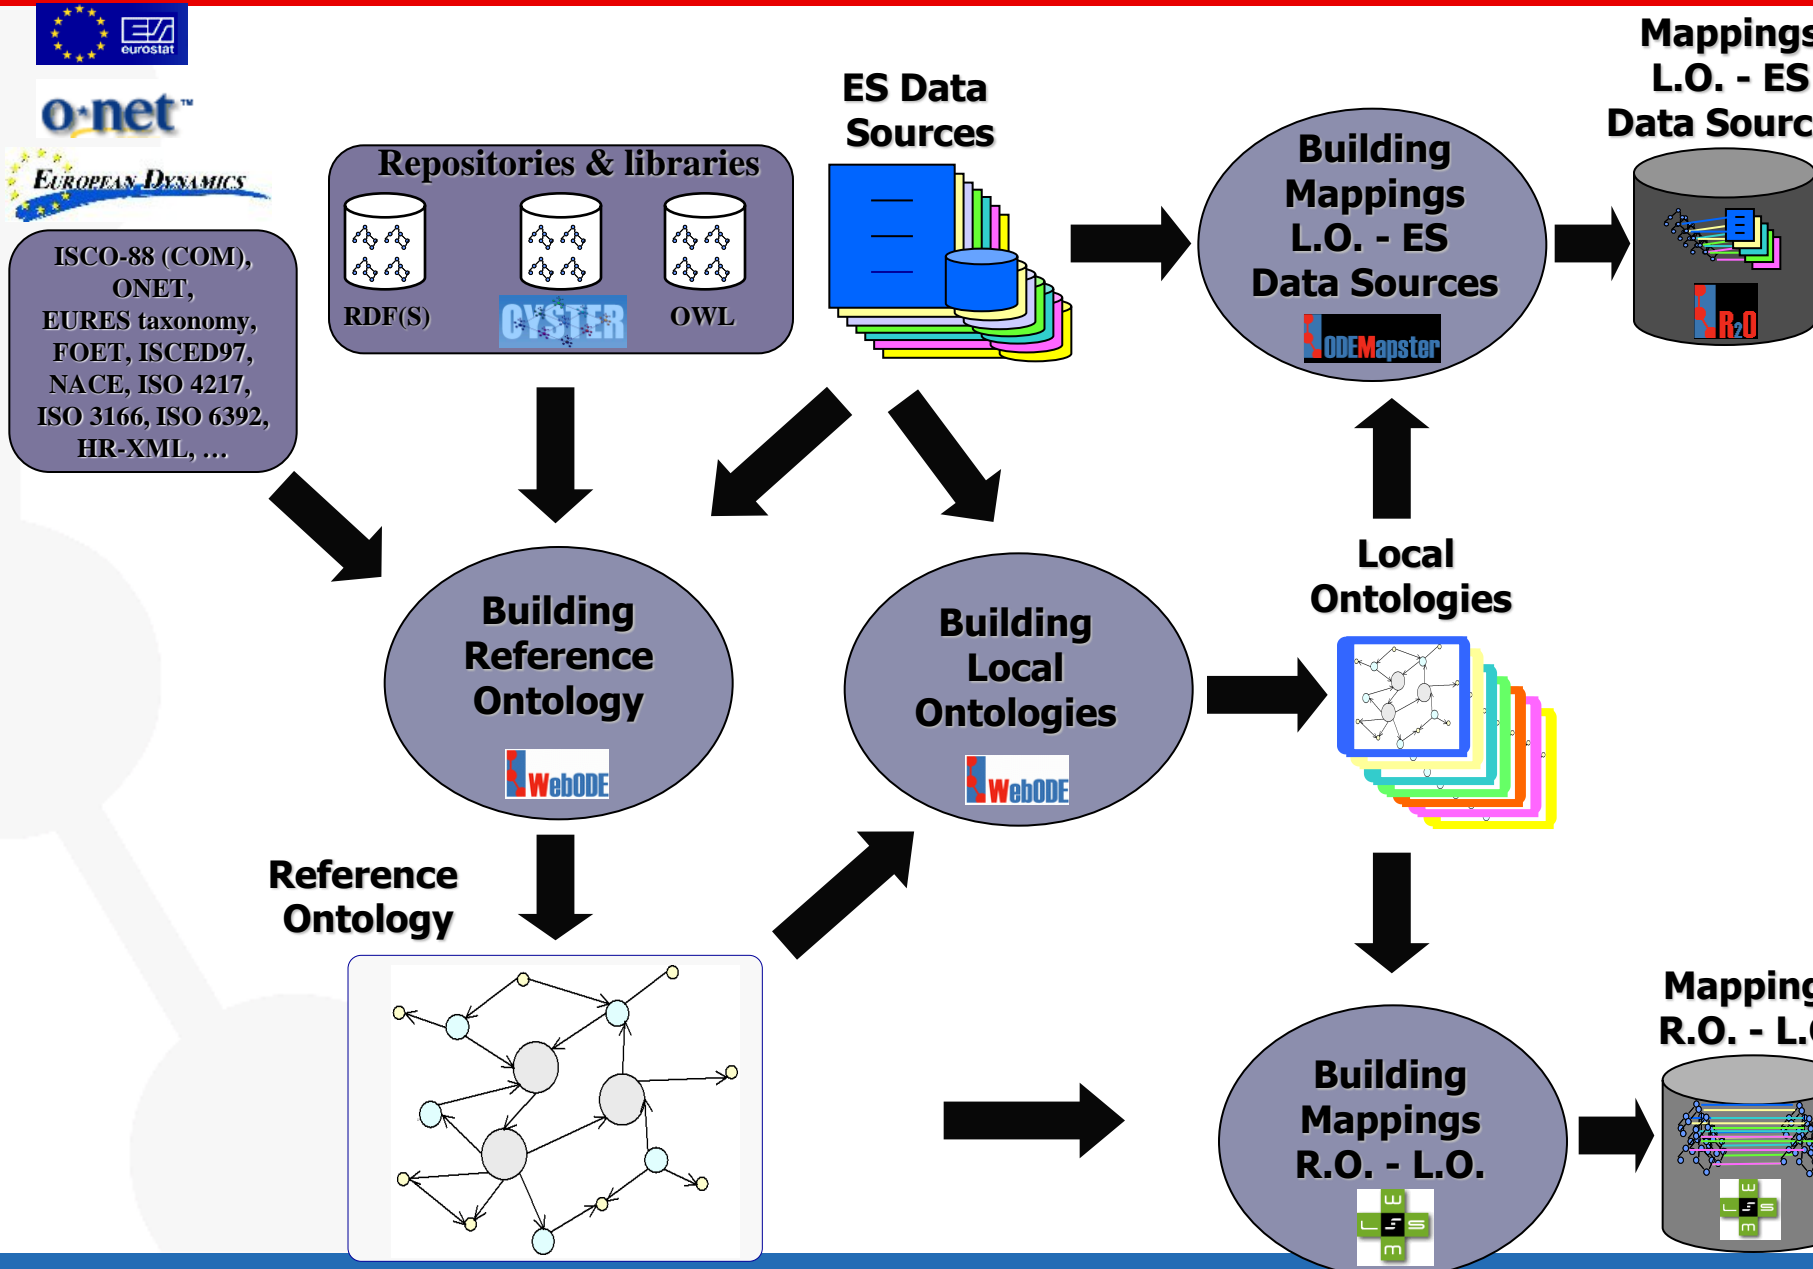 eurostat
o*net™
EUROPEAN DYNAMICS
ISCO-88 (COM),
ONET,
EURES taxonomy,
FOET, ISCED97,
NACE, ISO 4217,
ISO 3166, ISO 6392,
HR-XML, …
Repositories & libraries
RDF(S)
OYSTER
OWL
ES Data
Sources
Building
Mappings
L.O. - ES
Data Sources
ODEMapster
Mappings
L.O. - ES
Data Sourc
R2O
Building
Reference
Ontology
WebODE
Building
Local
Ontologies
WebODE
Local
Ontologies
Reference
Ontology
Building
Mappings
R.O. - L.O.
Mapping
R.O. - L.